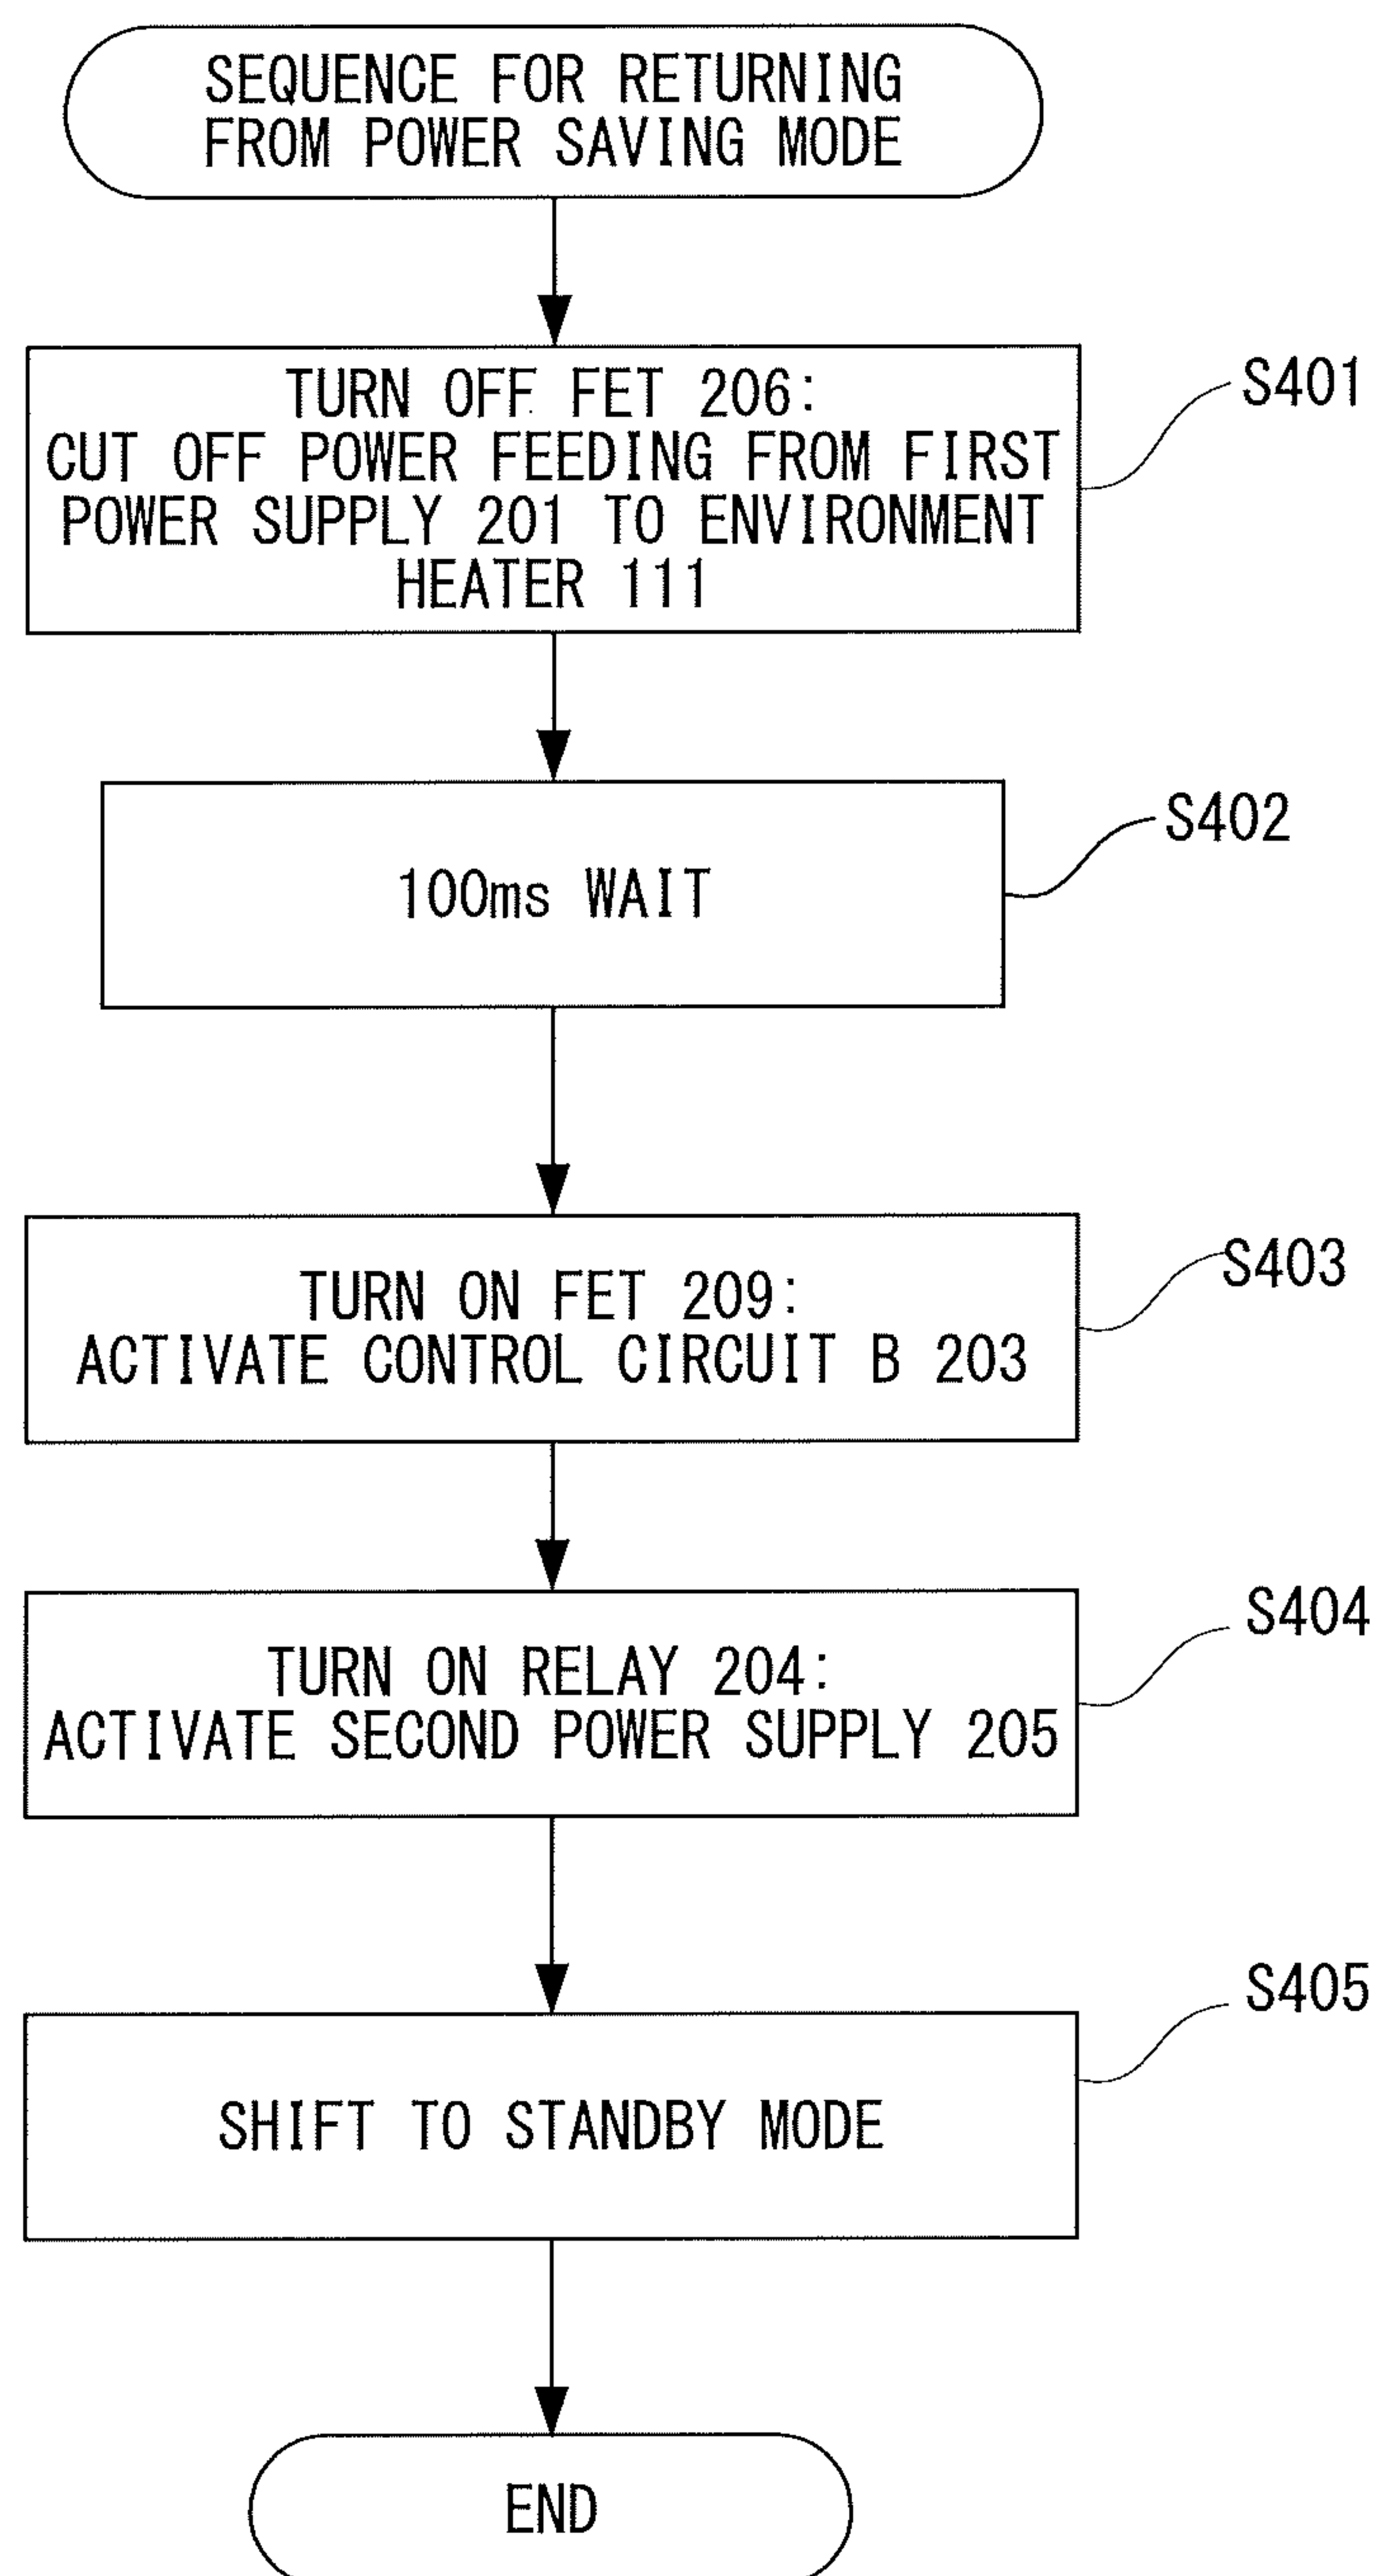 SEQUENCE FOR RETURNING
FROM POWER SAVING MODE
TURN OFF FET 206:
CUT OFF POWER FEEDING FROM FIRST
POWER SUPPLY 201 TO ENVIRONMENT
HEATER 111
S401
100ms WAIT
S402
TURN ON FET 209:
ACTIVATE CONTROL CIRCUIT B 203
S403
TURN ON RELAY 204:
ACTIVATE SECOND POWER SUPPLY 205
S404
SHIFT TO STANDBY MODE
S405
END